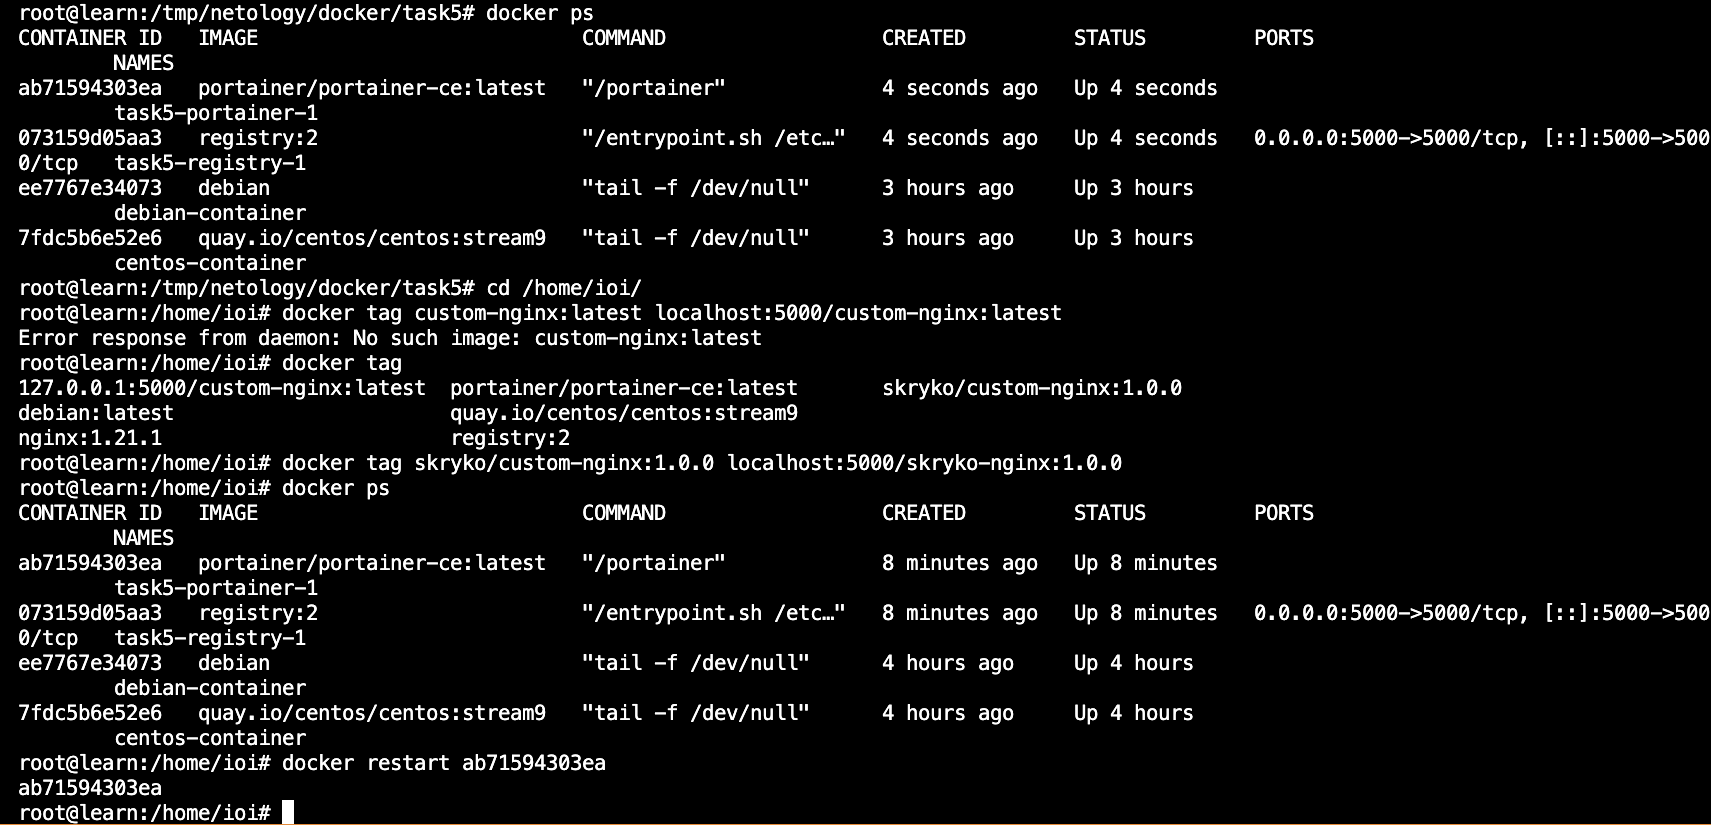 root@learn:/tmp/netology/docker/task5# docker ps
CONTAINER ID   IMAGE                           COMMAND                  CREATED         STATUS         PORTS
        NAMES
ab71594303ea   portainer/portainer-ce:latest   "/portainer"             4 seconds ago   Up 4 seconds
        task5-portainer-1
073159d05aa3   registry:2                      "/entrypoint.sh /etc…"   4 seconds ago   Up 4 seconds   0.0.0.0:5000->5000/tcp, [::]:5000->500
0/tcp   task5-registry-1
ee7767e34073   debian                          "tail -f /dev/null"      3 hours ago     Up 3 hours
        debian-container
7fdc5b6e52e6   quay.io/centos/centos:stream9   "tail -f /dev/null"      3 hours ago     Up 3 hours
        centos-container
root@learn:/tmp/netology/docker/task5# cd /home/ioi/
root@learn:/home/ioi# docker tag custom-nginx:latest localhost:5000/custom-nginx:latest
Error response from daemon: No such image: custom-nginx:latest
root@learn:/home/ioi# docker tag
127.0.0.1:5000/custom-nginx:latest  portainer/portainer-ce:latest       skryko/custom-nginx:1.0.0
debian:latest                       quay.io/centos/centos:stream9
nginx:1.21.1                        registry:2
root@learn:/home/ioi# docker tag skryko/custom-nginx:1.0.0 localhost:5000/skryko-nginx:1.0.0
root@learn:/home/ioi# docker ps
CONTAINER ID   IMAGE                           COMMAND                  CREATED         STATUS         PORTS
        NAMES
ab71594303ea   portainer/portainer-ce:latest   "/portainer"             8 minutes ago   Up 8 minutes
        task5-portainer-1
073159d05aa3   registry:2                      "/entrypoint.sh /etc…"   8 minutes ago   Up 8 minutes   0.0.0.0:5000->5000/tcp, [::]:5000->500
0/tcp   task5-registry-1
ee7767e34073   debian                          "tail -f /dev/null"      4 hours ago     Up 4 hours
        debian-container
7fdc5b6e52e6   quay.io/centos/centos:stream9   "tail -f /dev/null"      4 hours ago     Up 4 hours
        centos-container
root@learn:/home/ioi# docker restart ab71594303ea
ab71594303ea
root@learn:/home/ioi#